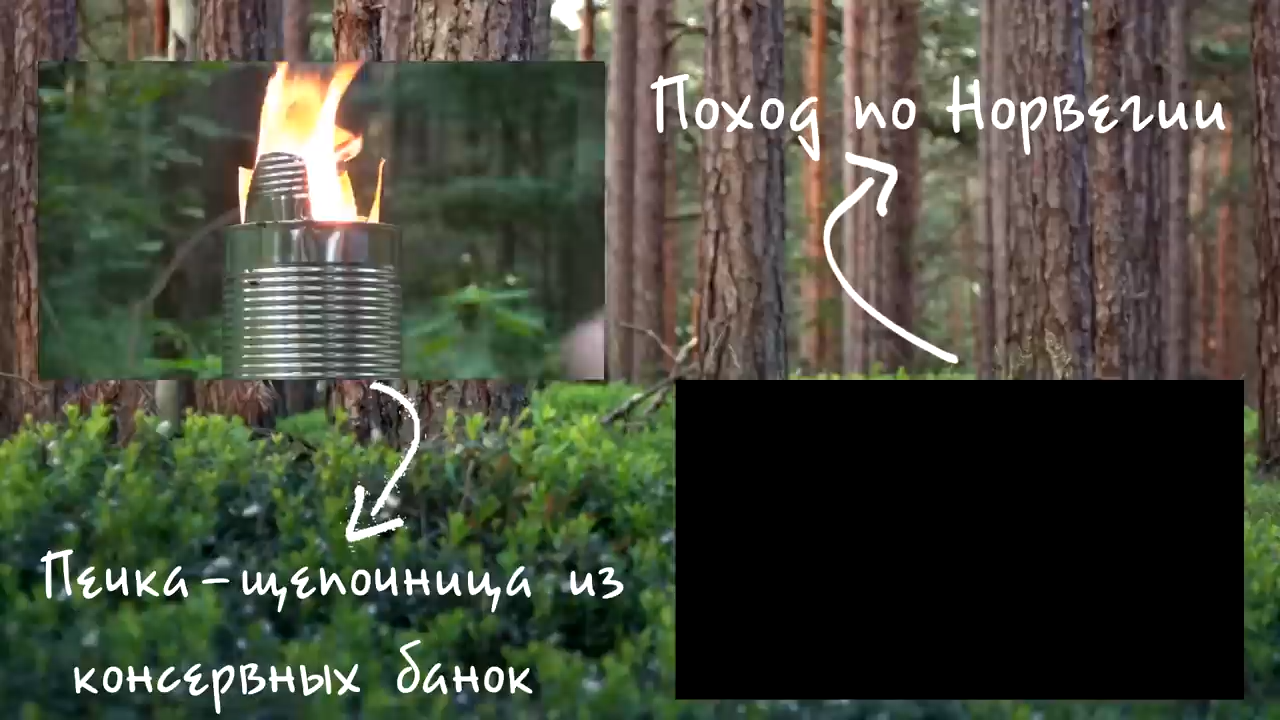 Поход по Норвегии
Печка-щепочница из
консервных банок